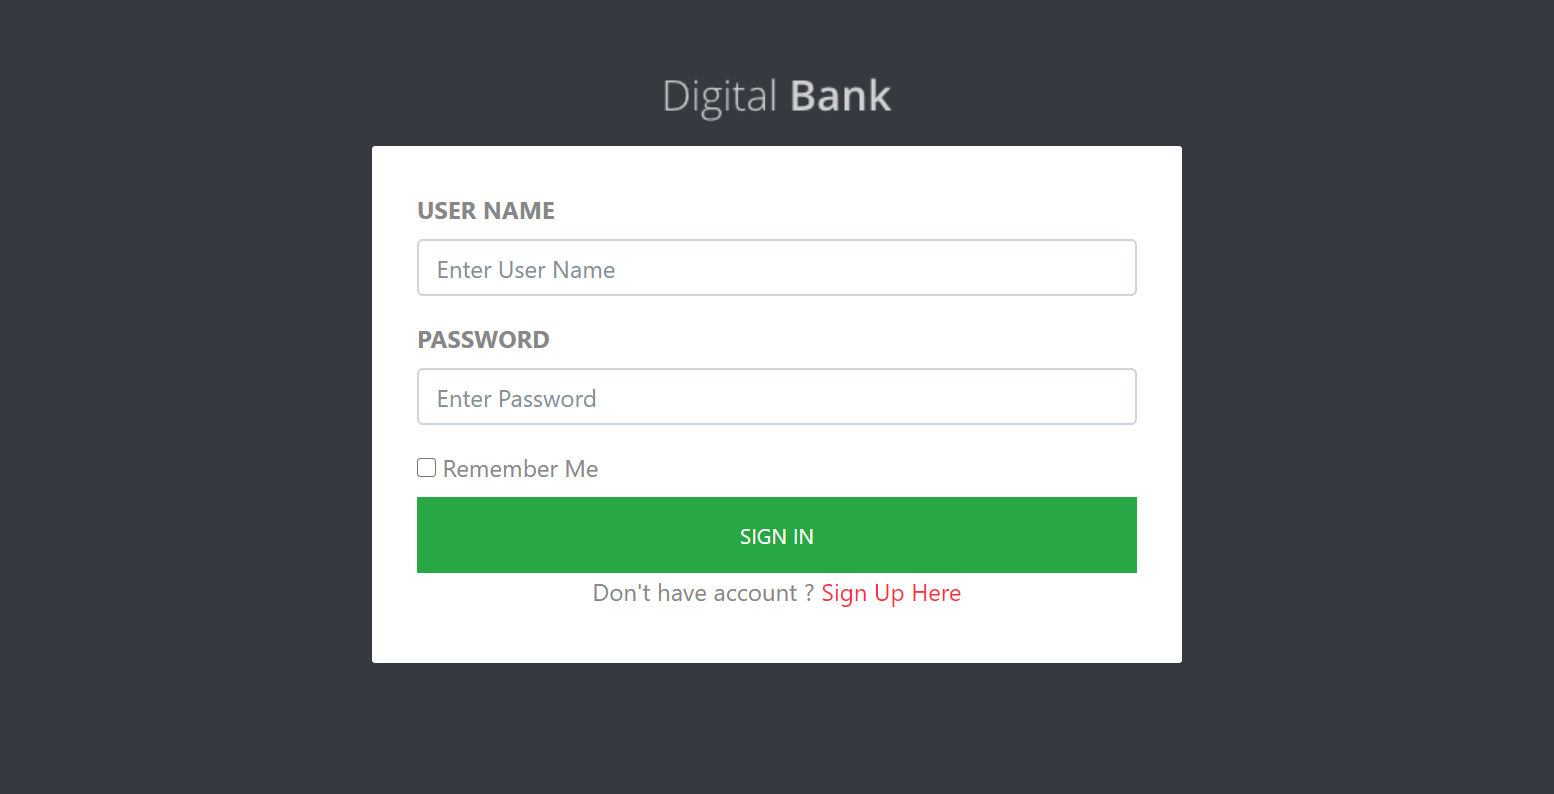 Digital Bank
USER NAME
Enter User Name
PASSWORD
Enter Password
Remember Me
SIGN IN
Don't have account ? Sign Up Here